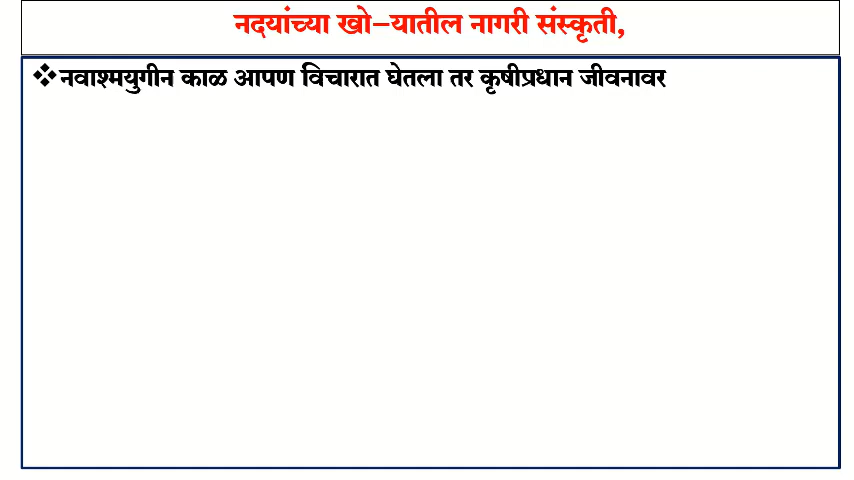 नदयांच्या खो–यातील नागरी संस्कृती,
❖नवाश्मयुगीन काळ आपण विचारात घेतला तर कृषीप्रधान जीवनावर